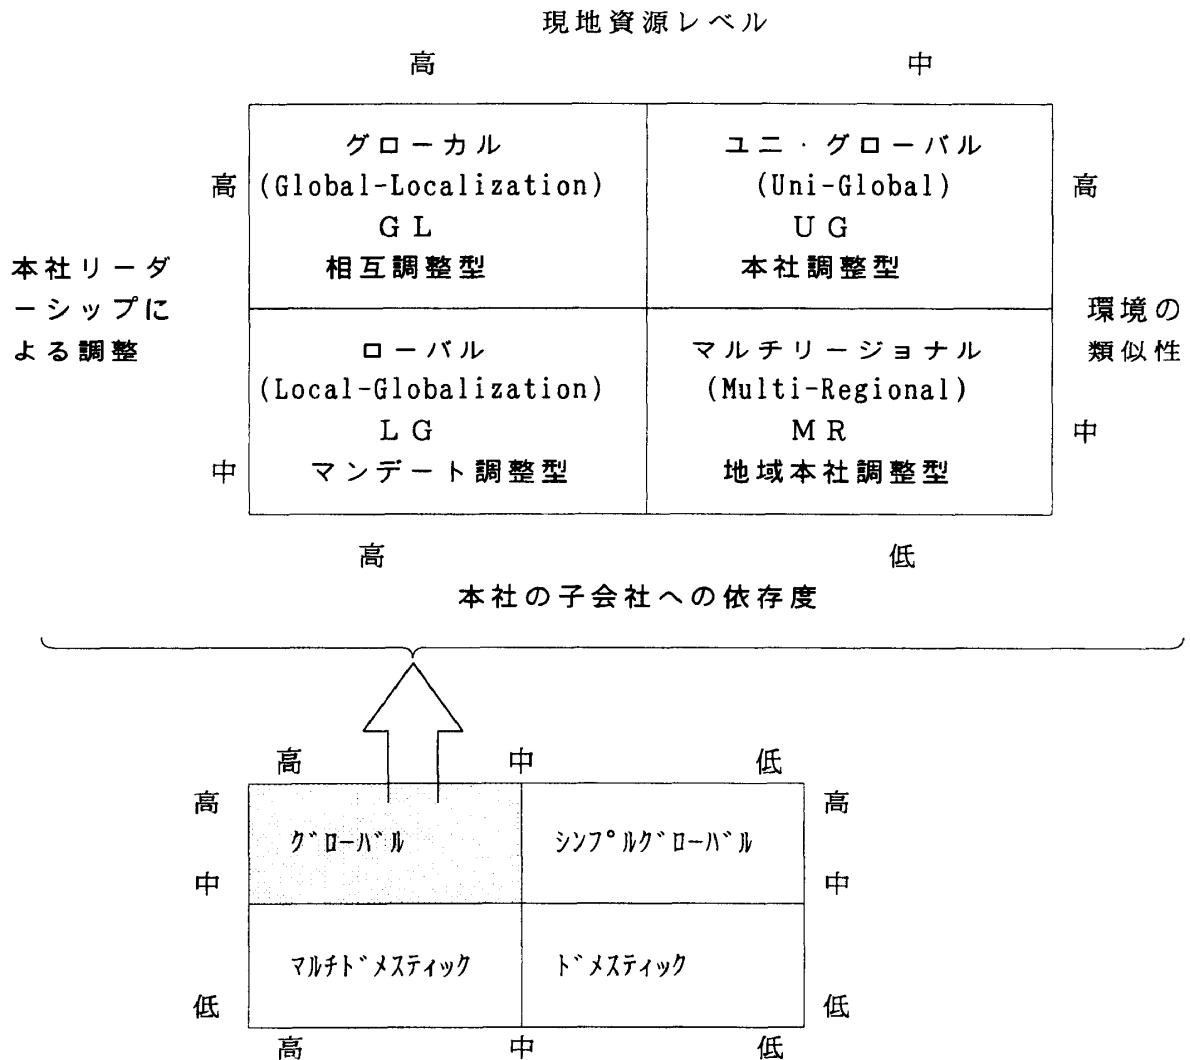 現地資源レベル
高 中
グローカル ユニ・グローバル
高 (Global-Localization) (Uni-Global) 高
GL UG
本社リーダ 相互調整型 本社調整型
ーシップに 環境の
よる調整 ローバル マルチリージョナル 類似性
(Local-Globalization) (Multi-Regional)
LG MR 中
中 マンデート調整型 地域本社調整型
高 低
本社の子会社への依存度
高 中 低
高 高
グローバル シンプルグローバル
中 中
マルチドメスティック ドメスティック
低 低
高 中 低